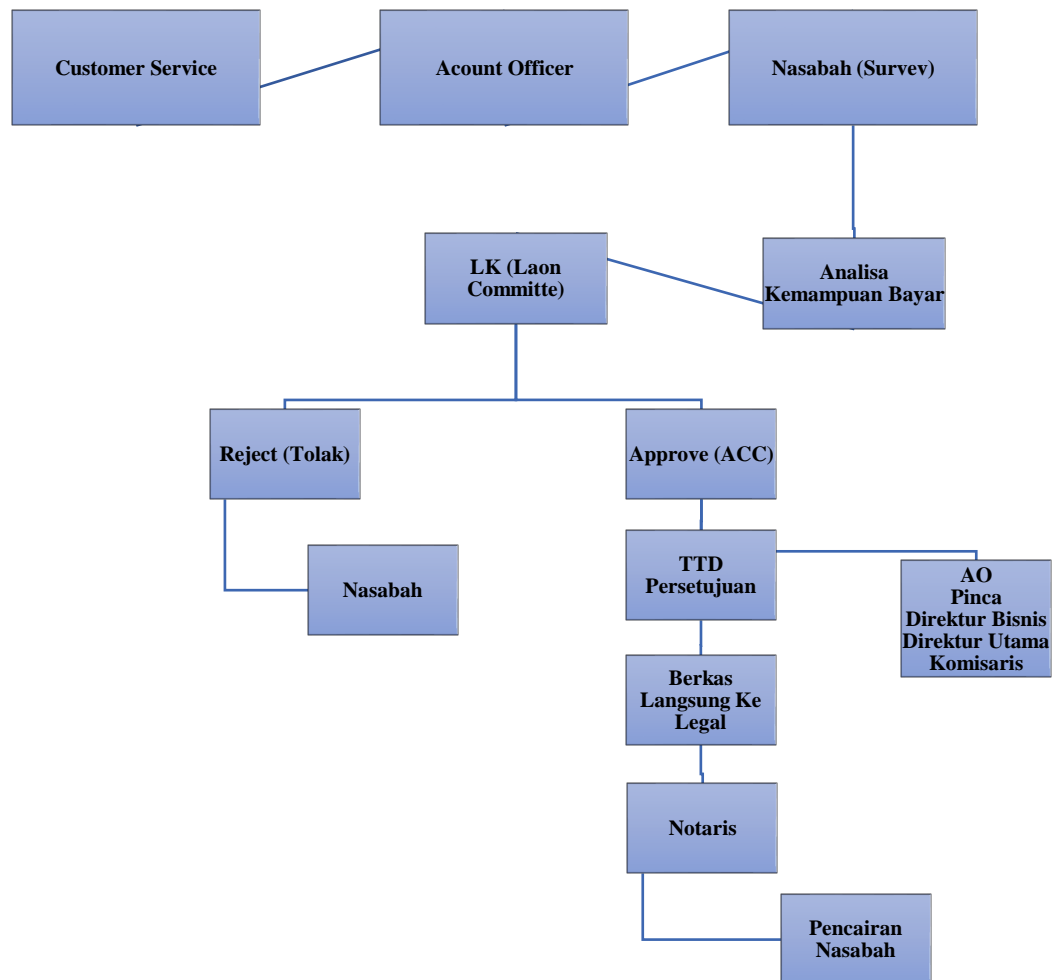 Customer Service
Acount Officer
Nasabah (Survev)
LK (Laon
Committe)
Analisa
Kemampuan Bayar
Reject (Tolak)
Approve (ACC)
Nasabah
TTD
Persetujuan
AO
Pinca
Direktur Bisnis
Direktur Utama
Komisaris
Berkas
Langsung Ke
Legal
Notaris
Pencairan
Nasabah